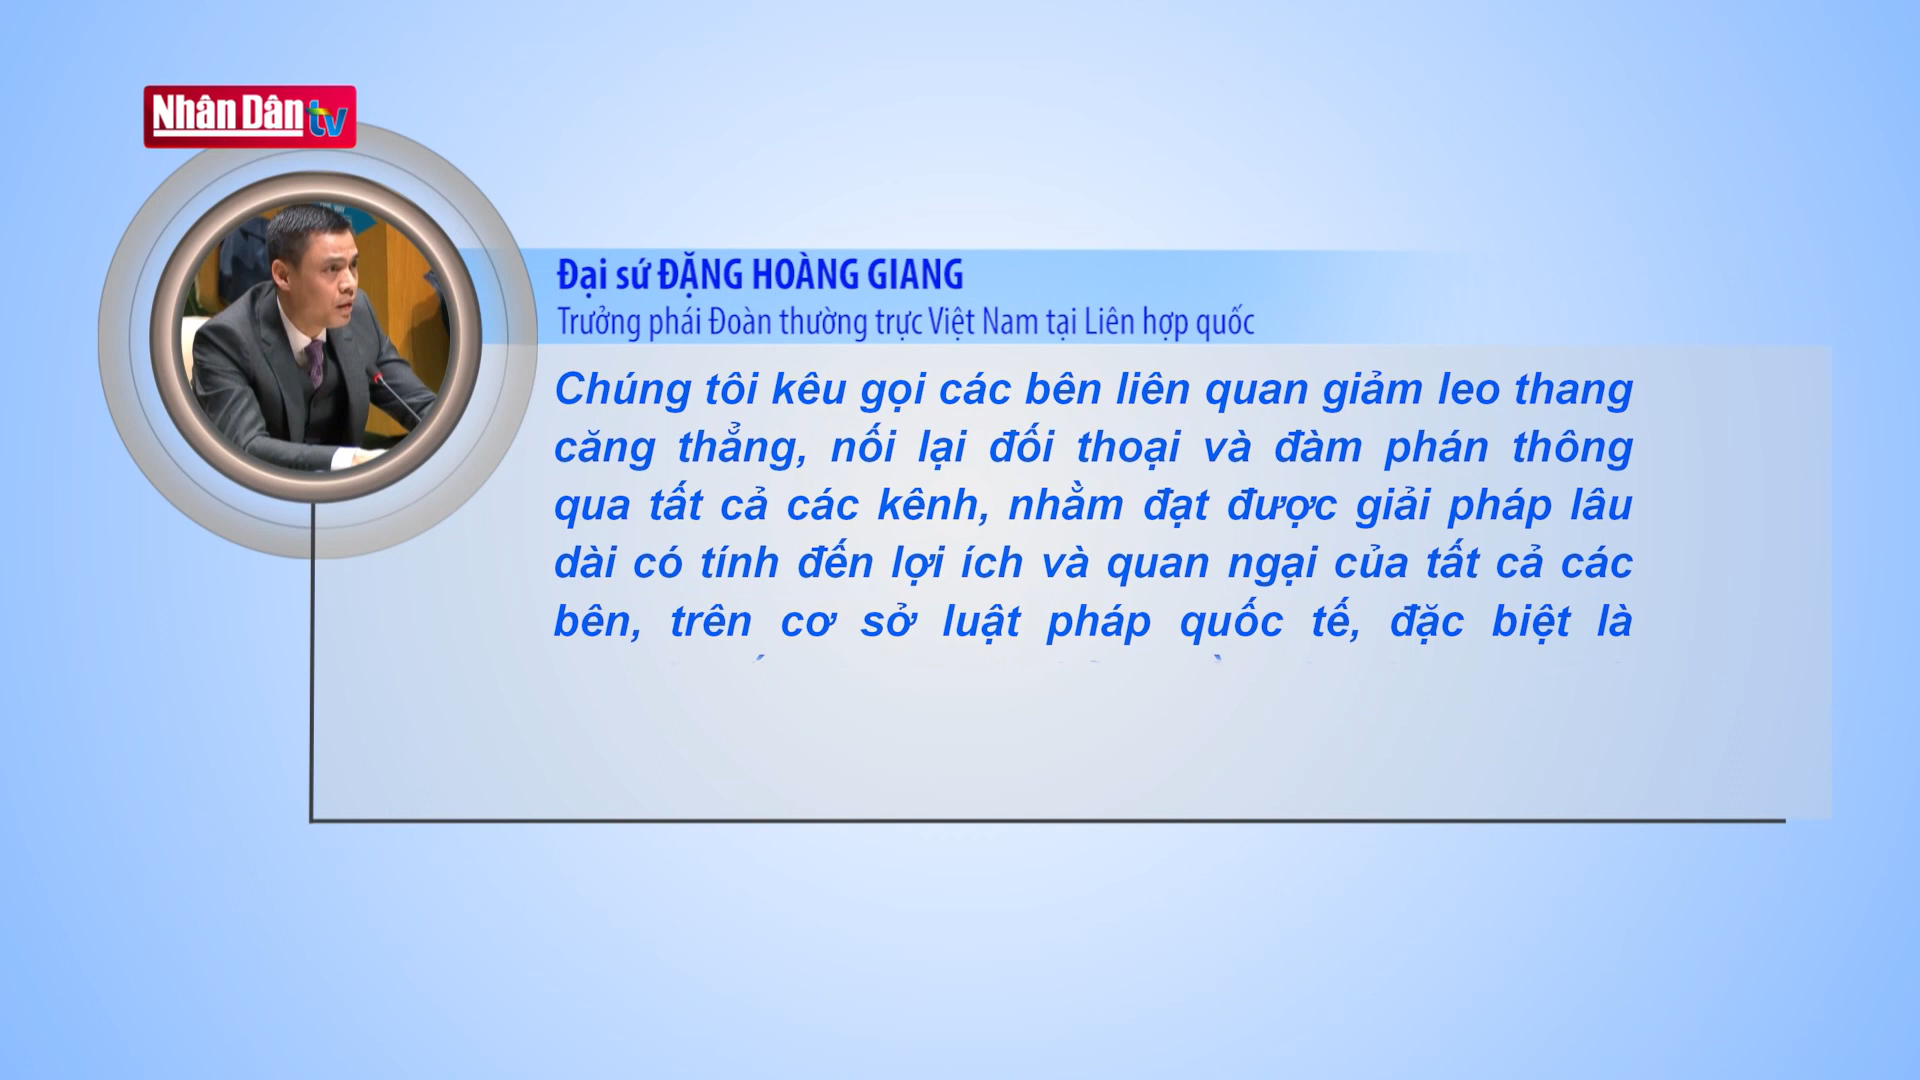 Nhân Dân tv
Đại sứ ĐẶNG HOÀNG GIANG
Trưởng phái Đoàn thường trực Việt Nam tại Liên hợp quốc
Chúng tôi kêu gọi các bên liên quan giảm leo thang
căng thẳng, nối lại đối thoại và đàm phán thông
qua tất cả các kênh, nhằm đạt được giải pháp lâu
dài có tính đến lợi ích và quan ngại của tất cả các
bên, trên cơ sở luật pháp quốc tế, đặc biệt là